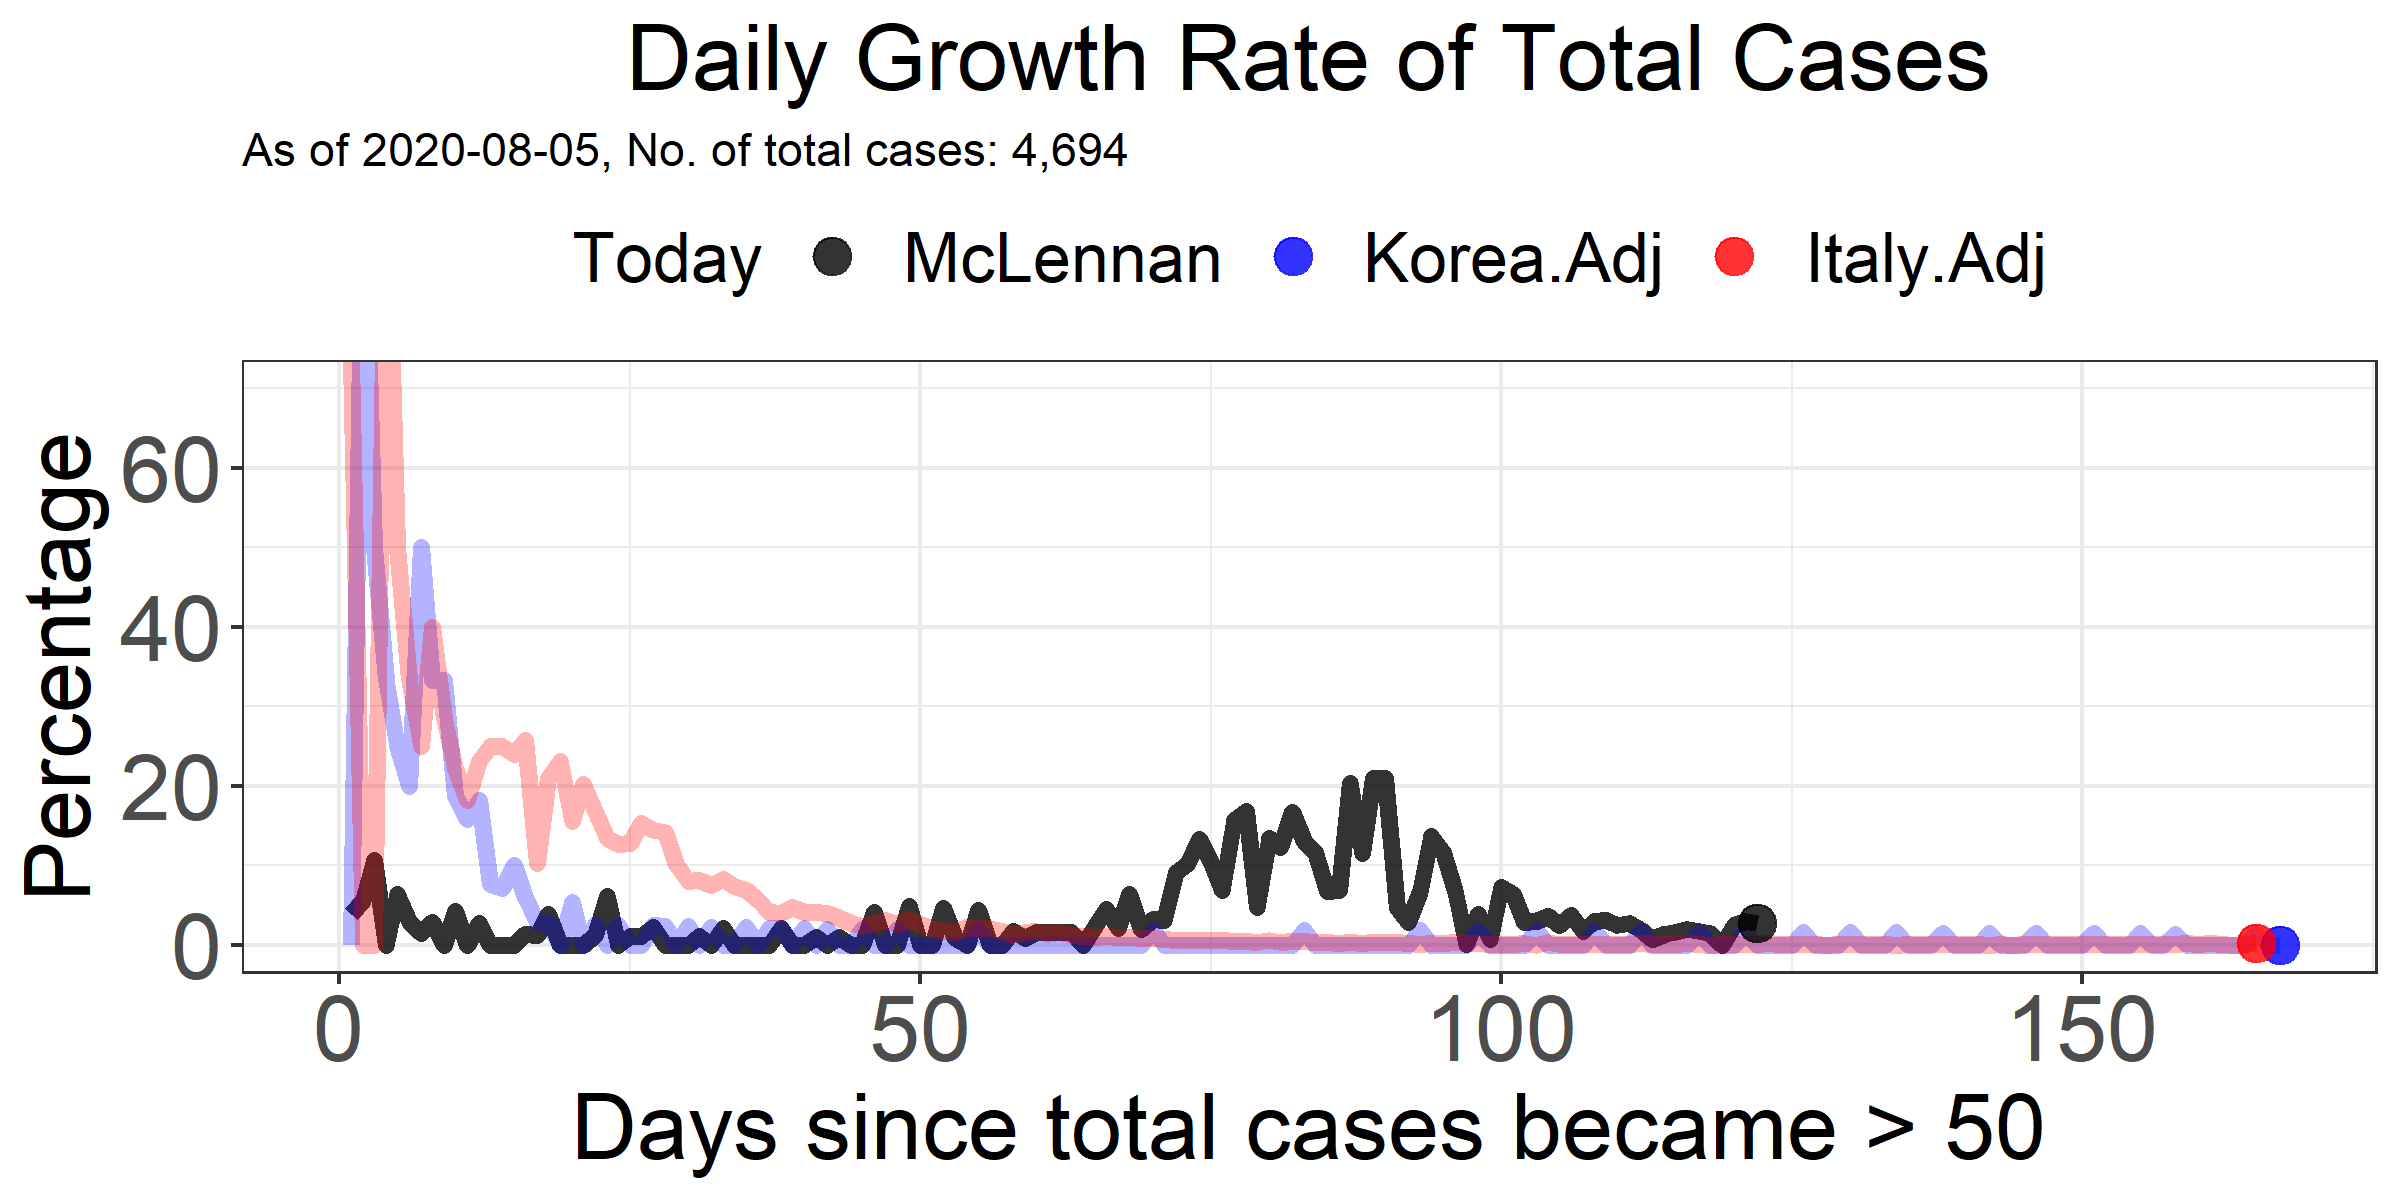 Daily Growth Rate of Total Cases
As of 2020-08-05, No. of total cases: 4,694
Today McLennan Korea.Adj Italy.Adj
Percentage
60
40
20
0
0 50 100 150
Days since total cases became > 50